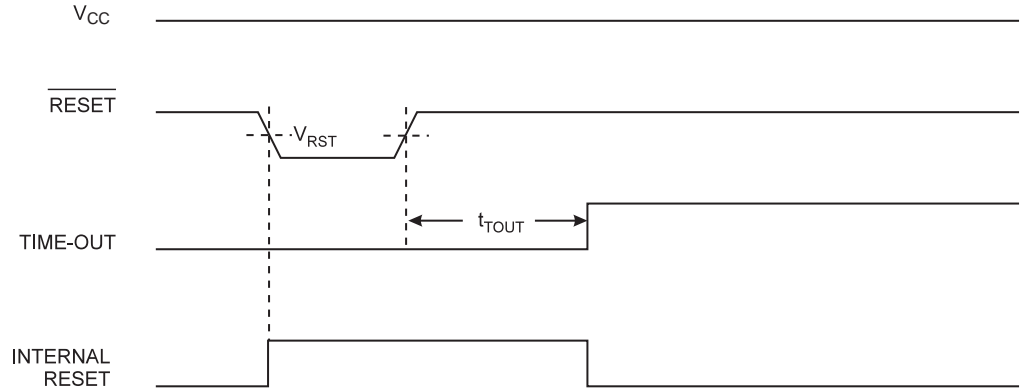 VCC
RESET
VRST
tTOUT
TIME-OUT
INTERNAL
RESET